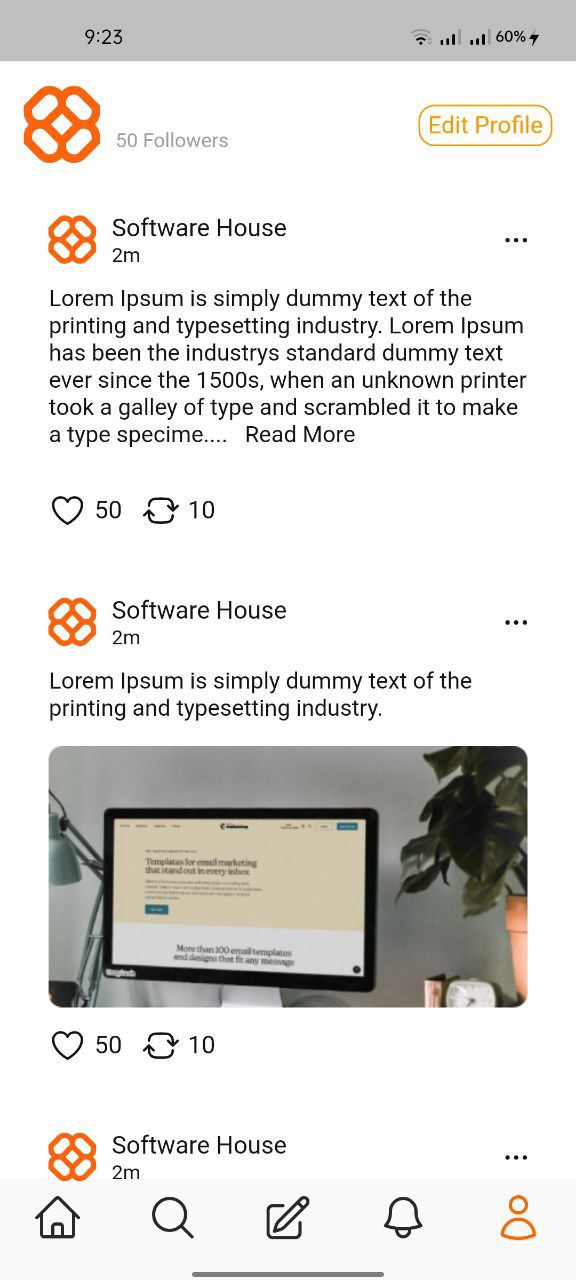 9:23
60%
50 Followers
Edit Profile
Software House
2m
Lorem Ipsum is simply dummy text of the
printing and typesetting industry. Lorem Ipsum
has been the industrys standard dummy text
ever since the 1500s, when an unknown printer
took a galley of type and scrambled it to make
a type specime.... Read More
50
10
Software House
2m
Lorem Ipsum is simply dummy text of the
printing and typesetting industry.
Templates for email marketing
that stand out in every inbox
More than 100 email templates
and designs that fit any message
50
10
Software House
2m